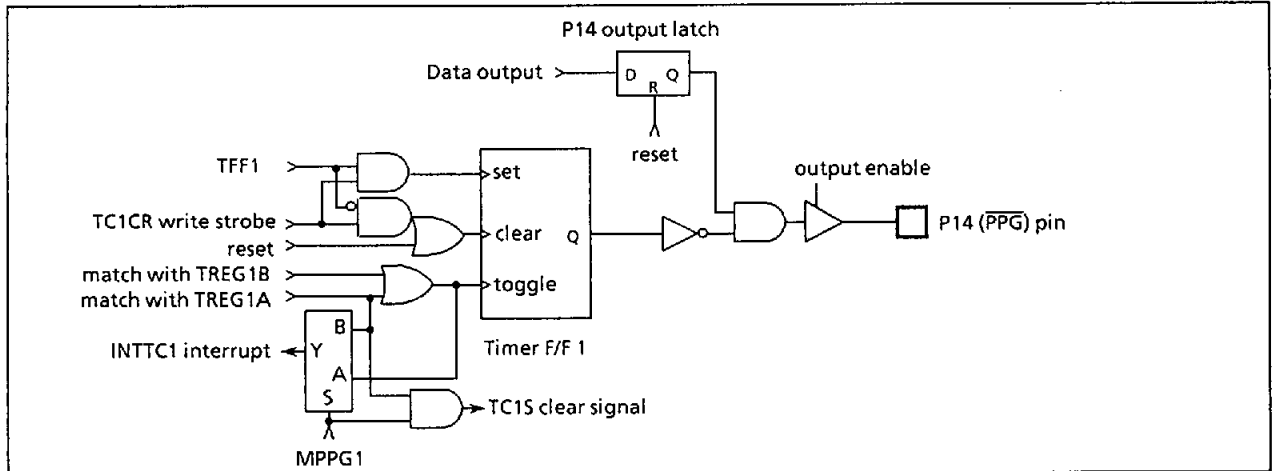 P14 output latch
Data output
D Q
R
reset
output enable
TFF1
set
TC1CR write strobe
P14 (PPG) pin
reset
clear
Q
match with TREG1B
match with TREG1A
toggle
B
INTTC1 interrupt
Y
Timer F/F 1
A
S
TC1S clear signal
MPPG1